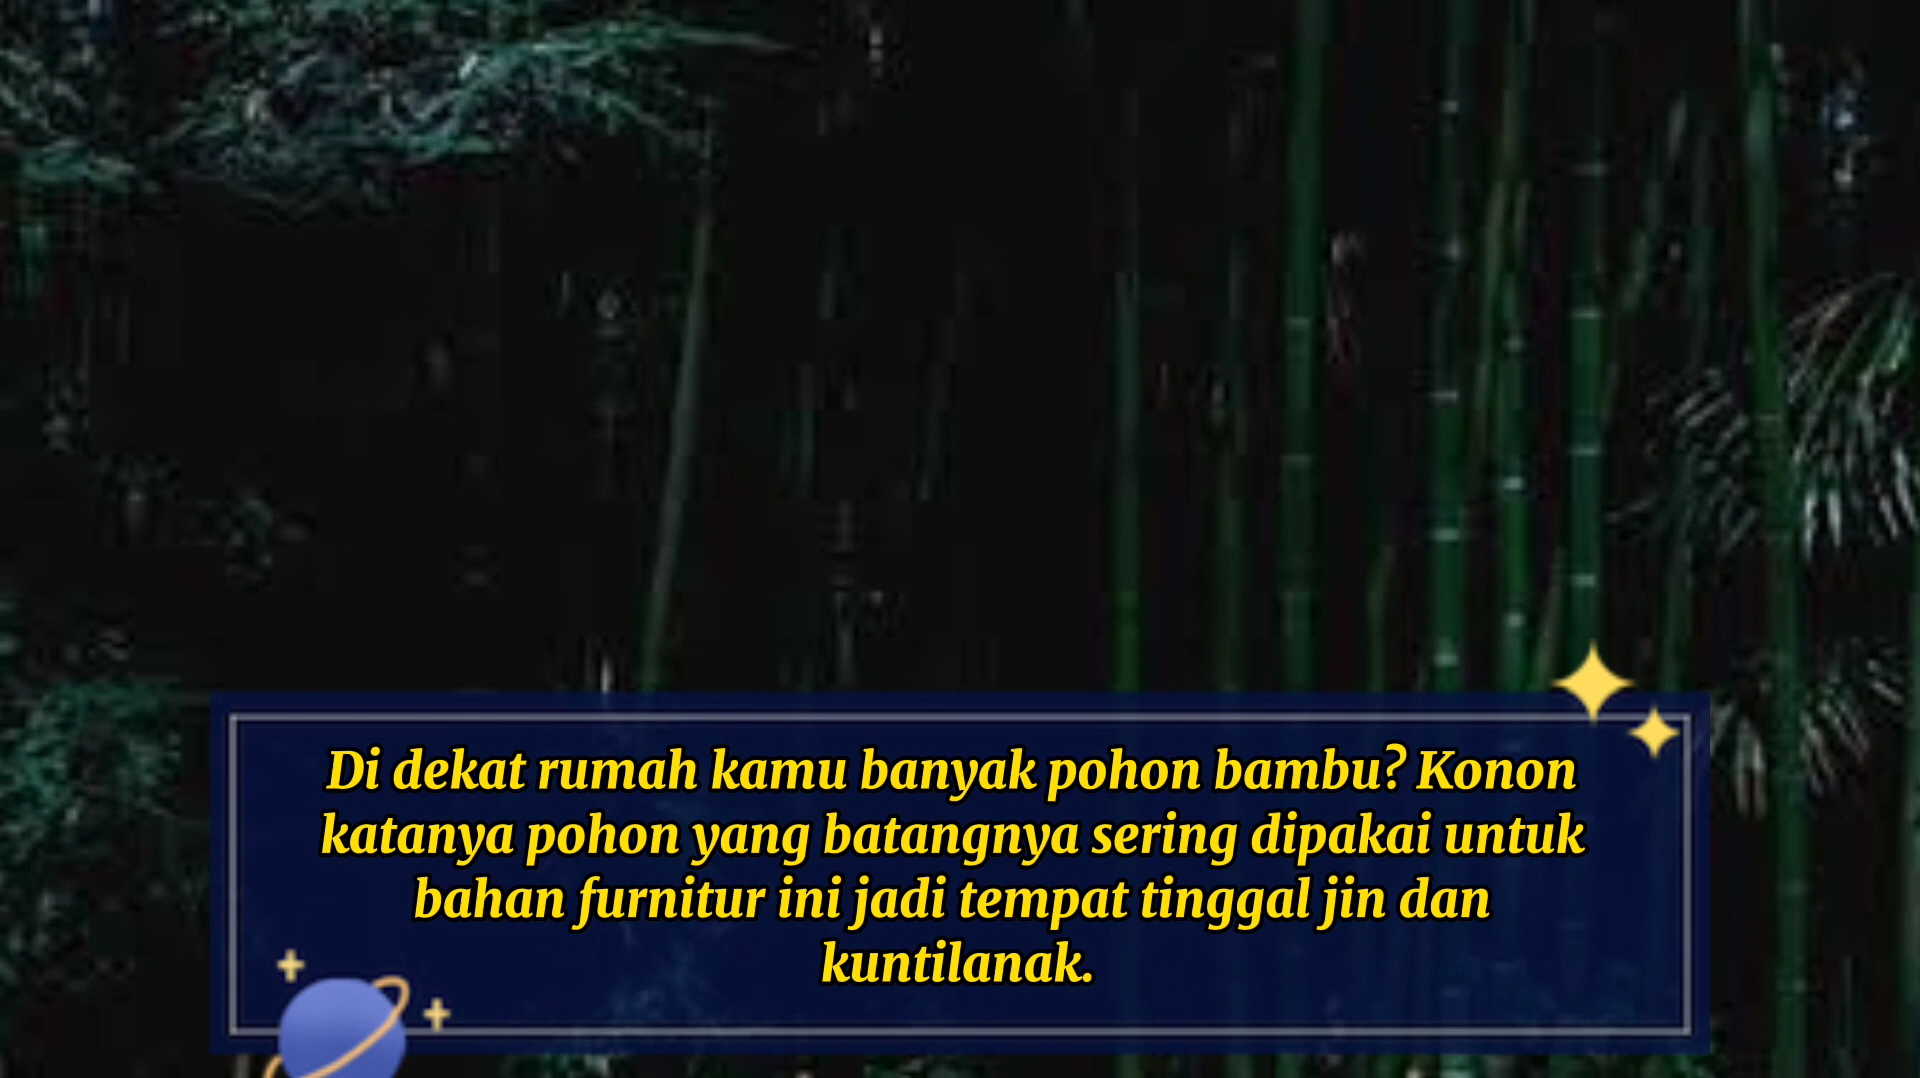 Di dekat rumah kamu banyak pohon bambu? Konon
katanya pohon yang batangnya sering dipakai untuk
bahan furnitur ini jadi tempat tinggal jin dan
kuntilanak.